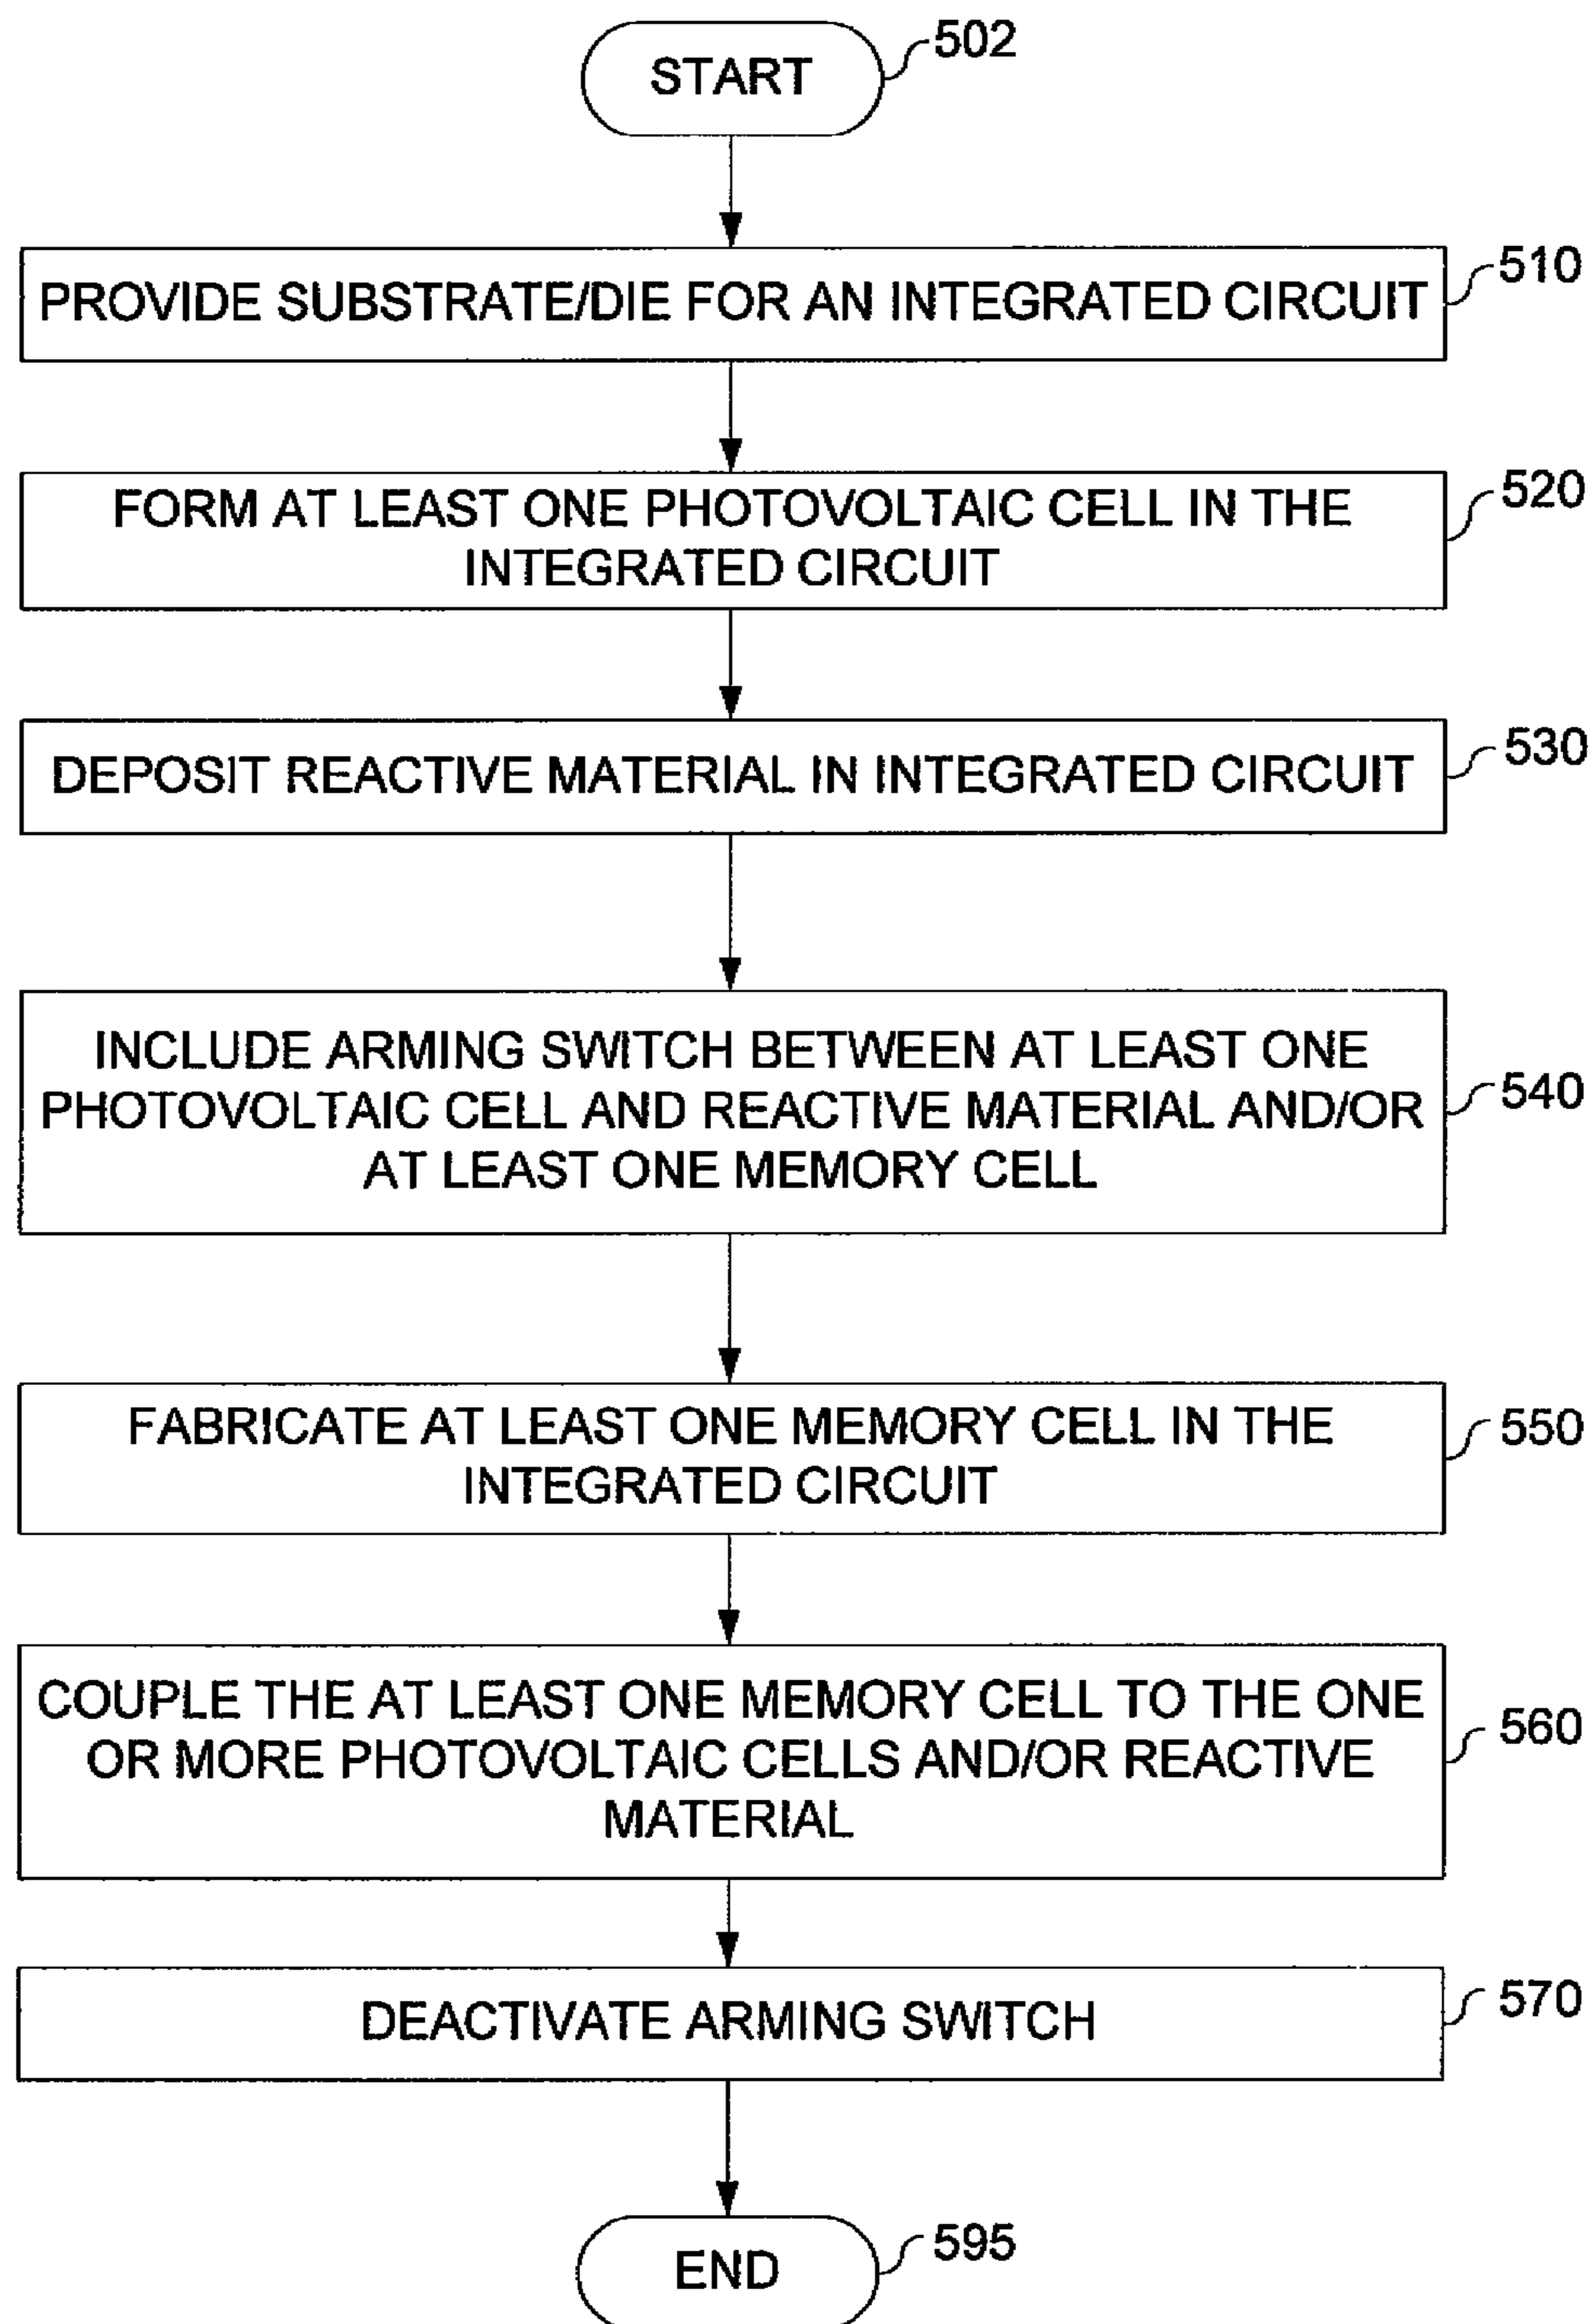 START
502
PROVIDE SUBSTRATE/DIE FOR AN INTEGRATED CIRCUIT
510
FORM AT LEAST ONE PHOTOVOLTAIC CELL IN THE
INTEGRATED CIRCUIT
520
DEPOSIT REACTIVE MATERIAL IN INTEGRATED CIRCUIT
530
INCLUDE ARMING SWITCH BETWEEN AT LEAST ONE
PHOTOVOLTAIC CELL AND REACTIVE MATERIAL AND/OR
AT LEAST ONE MEMORY CELL
540
FABRICATE AT LEAST ONE MEMORY CELL IN THE
INTEGRATED CIRCUIT
550
COUPLE THE AT LEAST ONE MEMORY CELL TO THE ONE
OR MORE PHOTOVOLTAIC CELLS AND/OR REACTIVE
MATERIAL
560
DEACTIVATE ARMING SWITCH
570
END
595